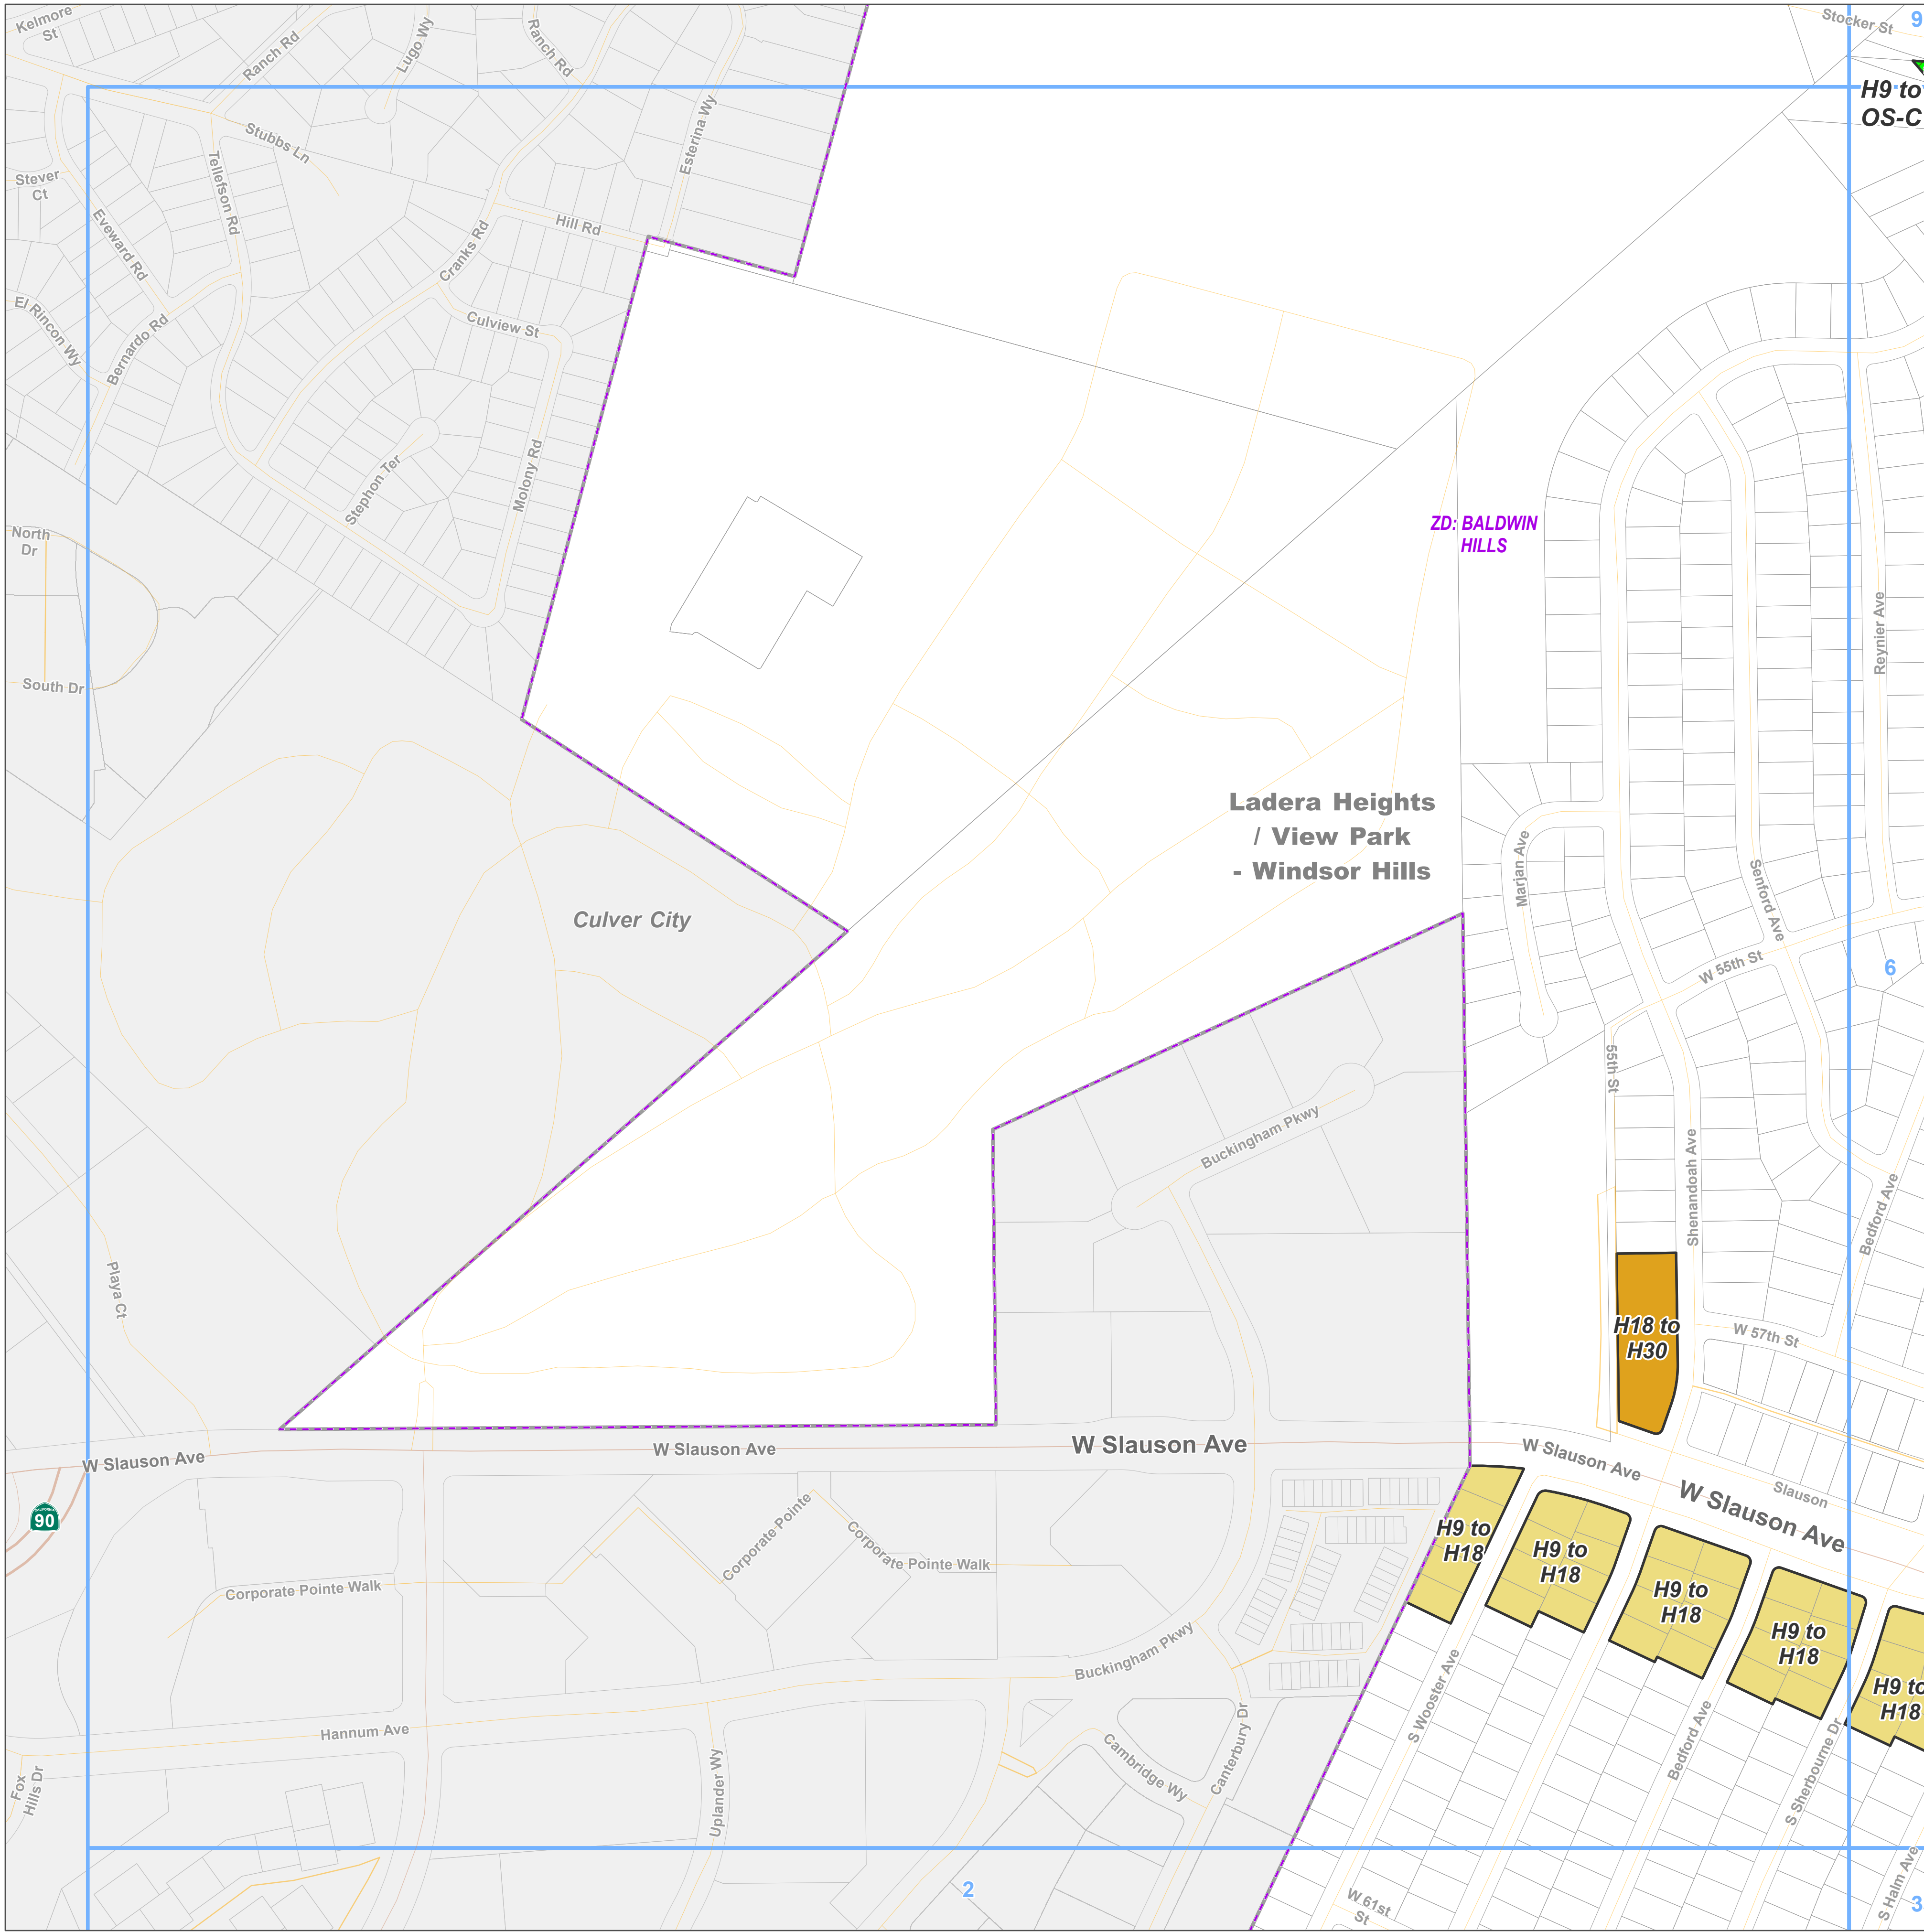 Kelmore
St
Ranch Rd
Lugo Wy
Ranch Rd
Stocker St
9
H9 to
OS-C
Esterina Wy
Stubbs Ln
Tellefson Rd
Stever
Ct
Eveward Rd
Hill Rd
Cranks Rd
El Rincon Wy
Bernardo Rd
Culview St
Stephon Ter
Molony Rd
North
Dr
South Dr
ZD: BALDWIN
HILLS
Reynier Ave
Ladera Heights
/ View Park
- Windsor Hills
Marjan Ave
Senford Ave
Culver City
W 55th St
6
55th St
Buckingham Pkwy
Shenandoah Ave
Bedford Ave
Playa Ct
H18 to
H30
W 57th St
W Slauson Ave
W Slauson Ave
W Slauson Ave
W Slauson Ave
W Slauson Ave
Slauson
CALIFORNIA
90
Corporate Pointe
Corporate Pointe Walk
Corporate Pointe Walk
H9 to
H18
H9 to
H18
H9 to
H18
H9 to
H18
H9 to
H18
Buckingham Pkwy
S Wooster Ave
Bedford Ave
S Sherbourne Dr
Hannum Ave
Fox
Hills Dr
Uplander Wy
Cambridge Wy
Canterbury Dr
2
W 61st
St
S Halm Ave
3